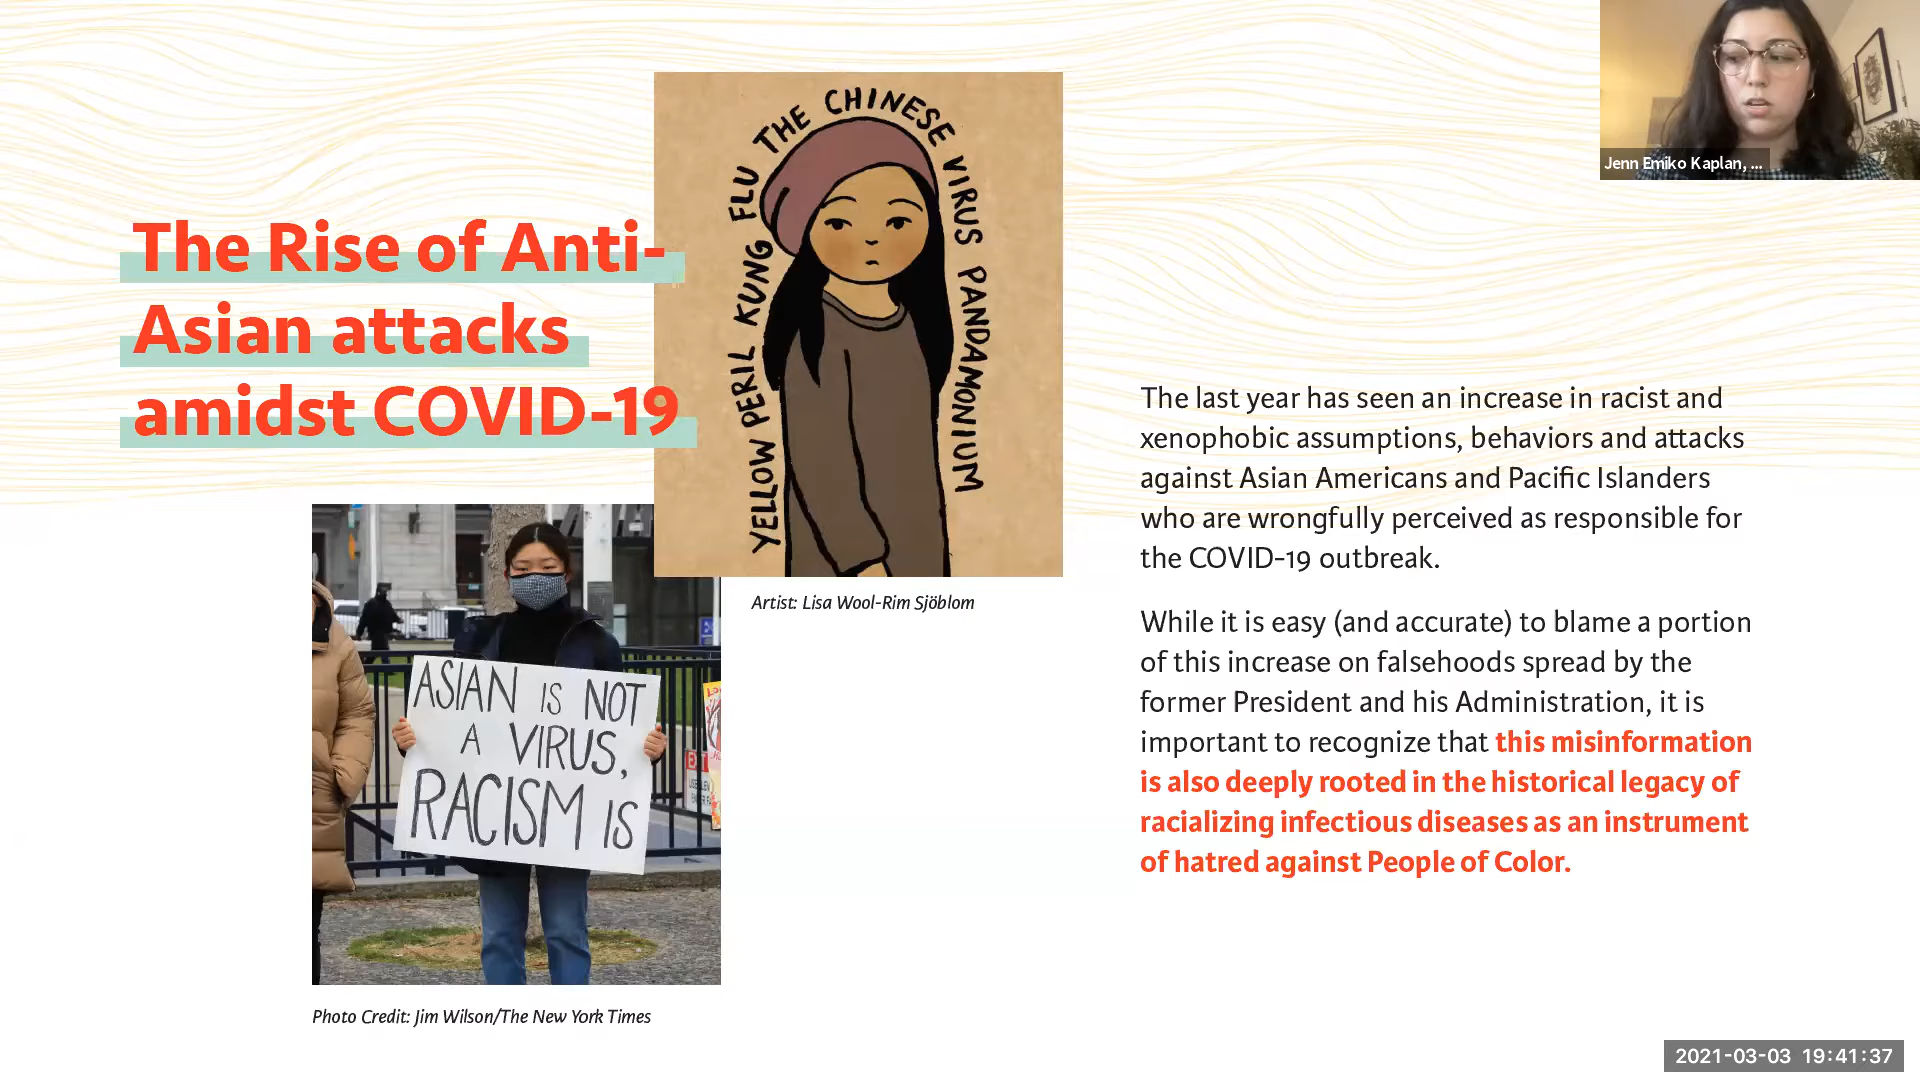 Jenn Emiko Kaplan, ...
The Rise of Anti-
Asian attacks
amidst COVID-19
YELLOW PERIL KUNG FLU THE CHINESE VIRUS PANDAMONIUM
Artist: Lisa Wool-Rim Sjöblom
ASIAN IS NOT
A VIRUS,
RACISM IS
Photo Credit: Jim Wilson/The New York Times
The last year has seen an increase in racist and
xenophobic assumptions, behaviors and attacks
against Asian Americans and Pacific Islanders
who are wrongfully perceived as responsible for
the COVID-19 outbreak.
While it is easy (and accurate) to blame a portion
of this increase on falsehoods spread by the
former President and his Administration, it is
important to recognize that this misinformation
is also deeply rooted in the historical legacy of
racializing infectious diseases as an instrument
of hatred against People of Color.
2021-03-03 19:41:37